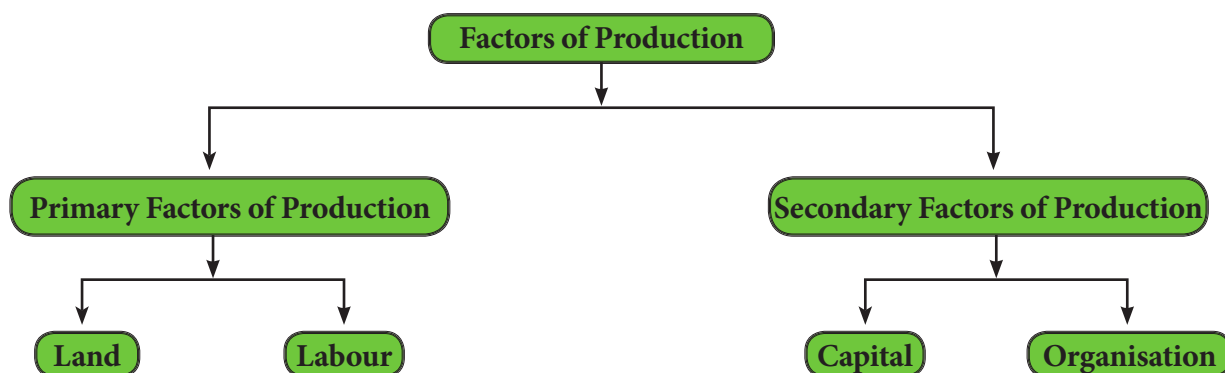 Factors of Production
Primary Factors of Production
Secondary Factors of Production
Land
Labour
Capital
Organisation